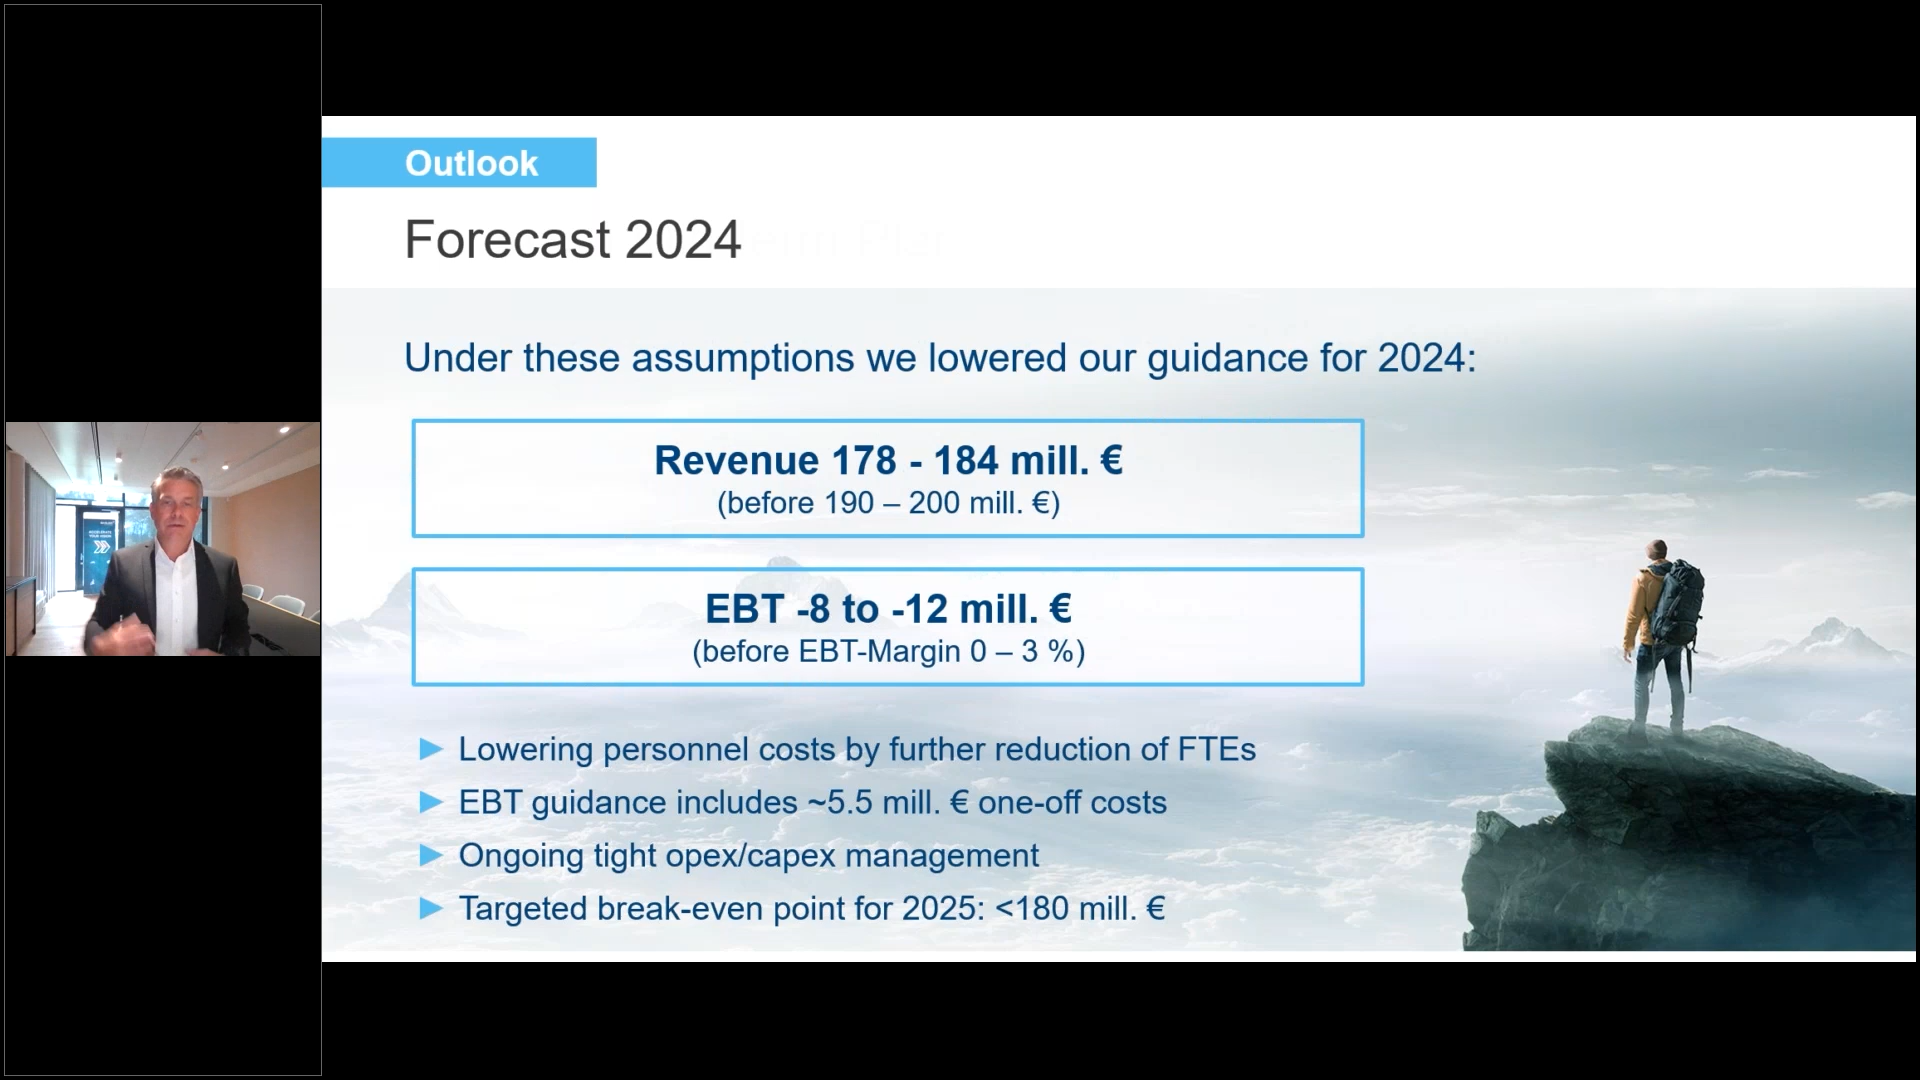 Outlook
Forecast 2024
Under these assumptions we lowered our guidance for 2024:
Revenue 178 - 184 mill. €
(before 190 – 200 mill. €)
EBT -8 to -12 mill. €
(before EBT-Margin 0 – 3 %)
Lowering personnel costs by further reduction of FTEs
EBT guidance includes ~5.5 mill. € one-off costs
Ongoing tight opex/capex management
Targeted break-even point for 2025: <180 mill. €